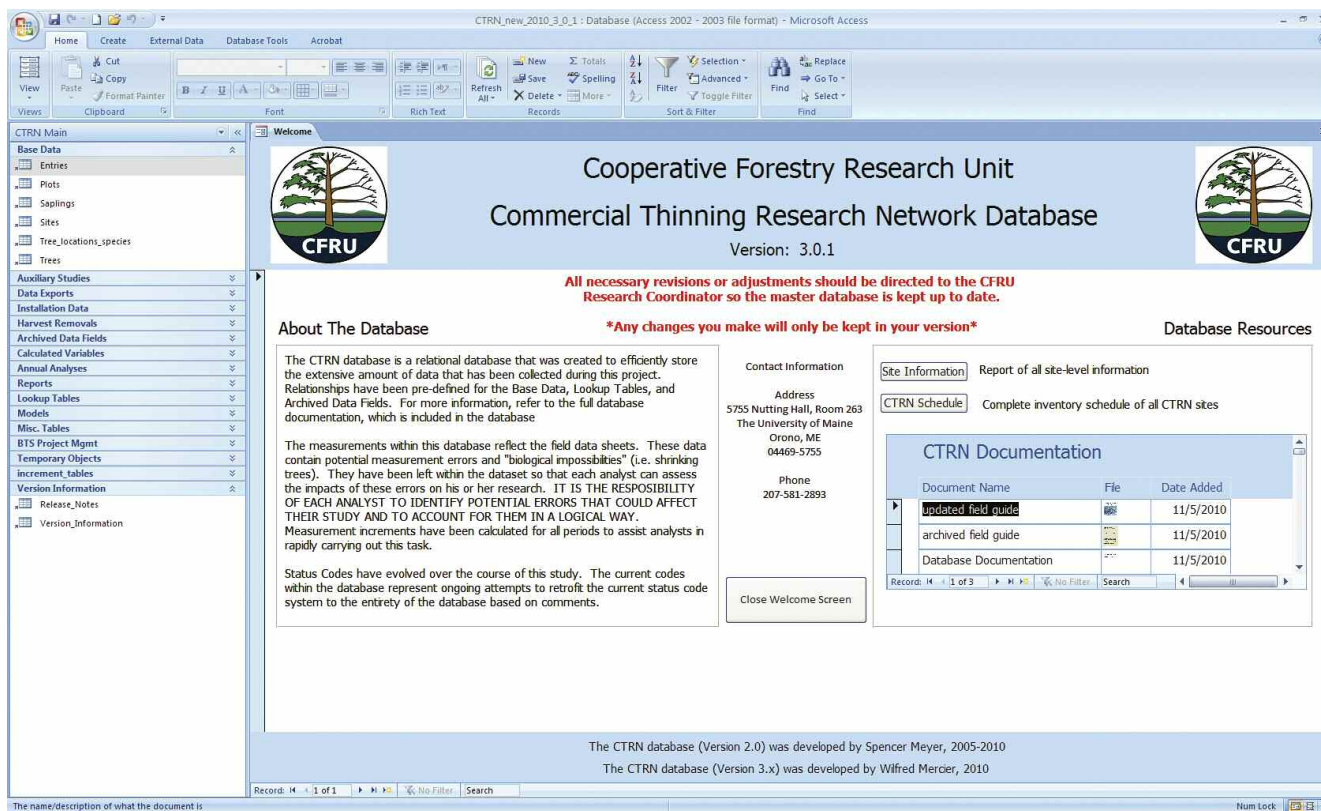 CTRN_new_2010_3_0_1 : Database (Access 2002 - 2003 file format) - Microsoft Access
Home Create External Data Database Tools Acrobat
View
Views
Paste
Cut
Copy
Format Painter
Clipboard
B I U A
Font
Rich Text
Refresh All
New
Save
Delete
Totals
Spelling
More
Records
Filter
Selection
Advanced
Toggle Filter
Sort & Filter
Find
Replace
Go To
Select
Find
CTRN Main
Base Data
Entries
Plots
Saplings
Sites
Tree_locations_species
Trees
Auxiliary Studies
Data Exports
Installation Data
Harvest Removals
Archived Data Fields
Calculated Variables
Annual Analyses
Reports
Lookup Tables
Models
Misc. Tables
BTS Project Mgmt
Temporary Objects
increment_tables
Version Information
Release_Notes
Version_Information
Welcome
CFRU
Cooperative Forestry Research Unit
Commercial Thinning Research Network Database
Version: 3.0.1
CFRU
All necessary revisions or adjustments should be directed to the CFRU
Research Coordinator so the master database is kept up to date.
*Any changes you make will only be kept in your version*
About The Database
The CTRN database is a relational database that was created to efficiently store
the extensive amount of data that has been collected during this project.
Relationships have been pre-defined for the Base Data, Lookup Tables, and
Archived Data Fields. For more information, refer to the full database
documentation, which is included in the database
The measurements within this database reflect the field data sheets. These data
contain potential measurement errors and "biological impossibilities" (i.e. shrinking
trees). They have been left within the dataset so that each analyst can assess
the impacts of these errors on his or her research. IT IS THE RESPOSIBILITY
OF EACH ANALYST TO IDENTIFY POTENTIAL ERRORS THAT COULD AFFECT
THEIR STUDY AND TO ACCOUNT FOR THEM IN A LOGICAL WAY.
Measurement increments have been calculated for all periods to assist analysts in
rapidly carrying out this task.
Status Codes have evolved over the course of this study. The current codes
within the database represent ongoing attempts to retrofit the current status code
system to the entirety of the database based on comments.
Contact Information
Address
5755 Nutting Hall, Room 263
The University of Maine
Orono, ME
04469-5755
Phone
207-581-2893
Close Welcome Screen
Database Resources
Site Information Report of all site-level information
CTRN Schedule Complete inventory schedule of all CTRN sites
CTRN Documentation
Document Name File Date Added
updated field guide 11/5/2010
archived field guide 11/5/2010
Database Documentation 11/5/2010
Record: 1 of 3 No Filter Search
The CTRN database (Version 2.0) was developed by Spencer Meyer, 2005-2010
The CTRN database (Version 3.x) was developed by Wilfred Mercier, 2010
Record: 1 of 1 No Filter Search
The name/description of what the document is
Num Lock